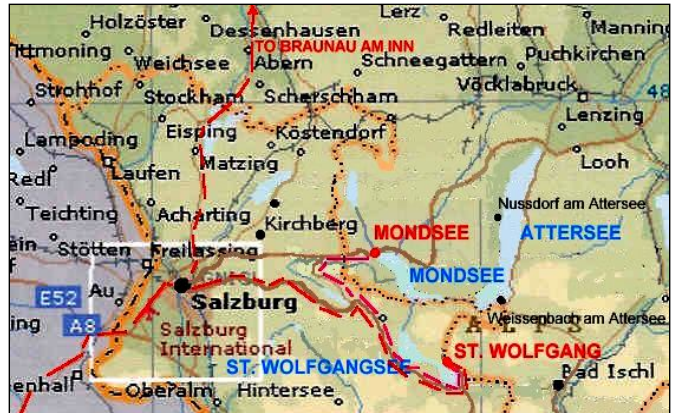 Holzöster
Dessenhausen
Lerz
Redleiten
Manning
TO BRAUNAU AM INN
Weichsee
Abern
Schneegattern
Puchkirchen
Strohhof
Stockham
Scherschham
Vöcklabruck
48
Lenzing
Eisping
Köstendorf
Lampoding
Looh
Matzing
Laufen
Redl
Nussdorf am Attersee
Teichting
Acharting
Kirchberg
MONDSEE
ATTERSEE
Stötten
Freilassing
MONDSEE
E52
Au
Salzburg
A8
Weissenbach am Attersee
ing
Salzburg
International
A L P S
ST. WOLFGANG
ST. WOLFGANGSEE
Bad Ischl
enhall
Oberalm
Hintersee